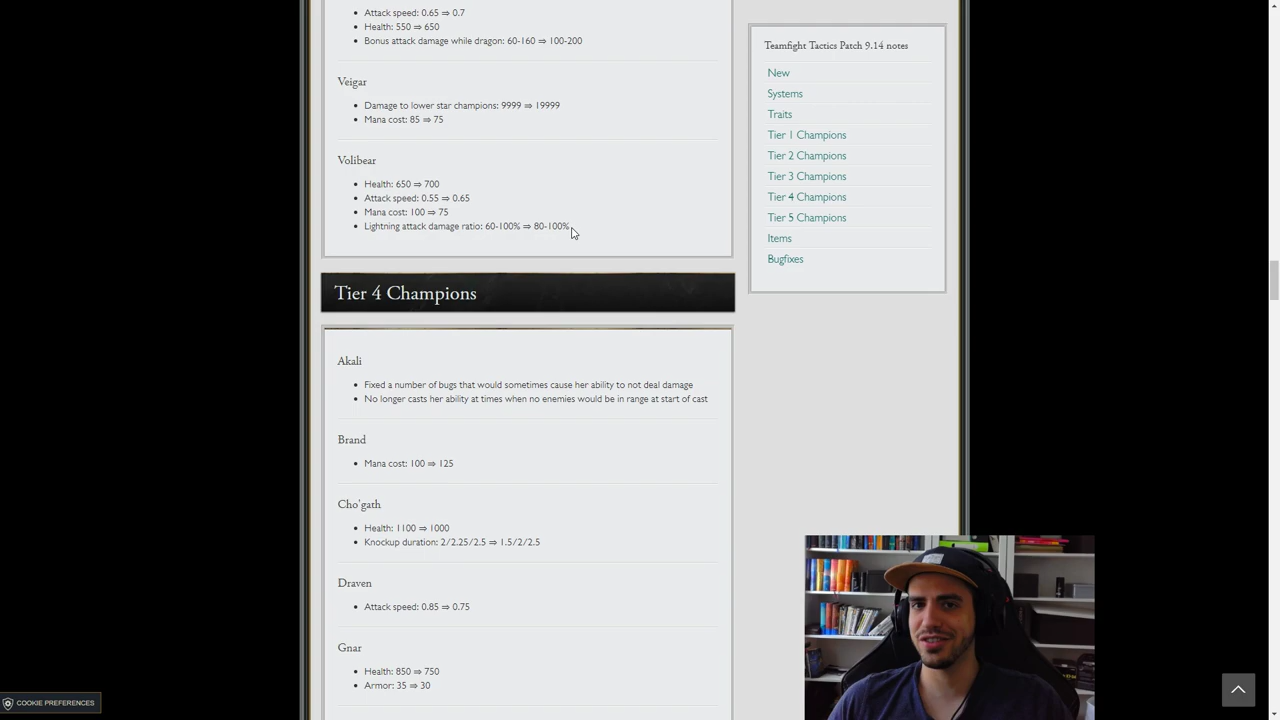 Attack speed: 0.65 ⇒ 0.7
Health: 550 ⇒ 650
Bonus attack damage while dragon: 60-160 ⇒ 100-200
Veigar
Damage to lower star champions: 9999 ⇒ 19999
Mana cost: 85 ⇒ 75
Volibear
Health: 650 ⇒ 700
Attack speed: 0.55 ⇒ 0.65
Mana cost: 100 ⇒ 75
Lightning attack damage ratio: 60-100% ⇒ 80-100%
Tier 4 Champions
Akali
Fixed a number of bugs that would sometimes cause her ability to not deal damage
No longer casts her ability at times when no enemies would be in range at start of cast
Brand
Mana cost: 100 ⇒ 125
Cho'gath
Health: 1100 ⇒ 1000
Knockup duration: 2/2.25/2.5 ⇒ 1.5/2/2.5
Draven
Attack speed: 0.85 ⇒ 0.75
Gnar
Health: 850 ⇒ 750
Armor: 35 ⇒ 30
Teamfight Tactics Patch 9.14 notes
New
Systems
Traits
Tier 1 Champions
Tier 2 Champions
Tier 3 Champions
Tier 4 Champions
Tier 5 Champions
Items
Bugfixes
COOKIE PREFERENCES